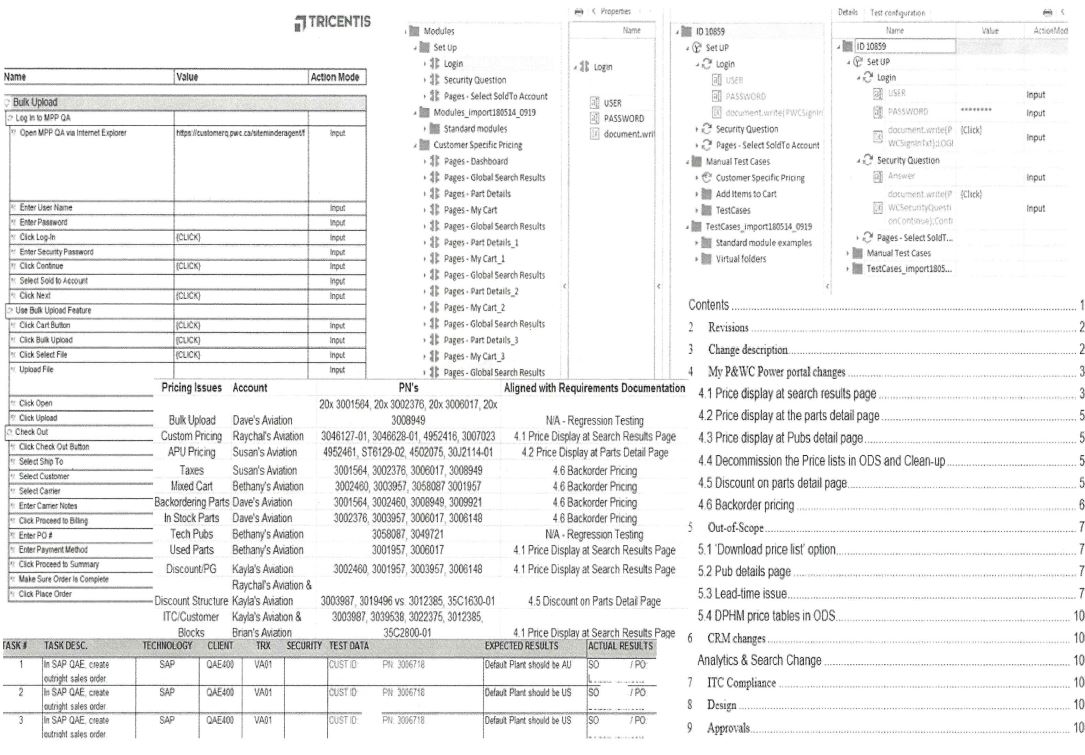 TRICENTIS
Name Value Action Mode
Bulk Upload
Log In to MPP QA
Open MPP QA via Internet Explorer https://customerq.pwc.ca/siteminderagent/f Input
Enter User Name Input
Enter Password Input
Click Log-In {CLICK} Input
Enter Security Password Input
Click Continue {CLICK} Input
Select Sold to Account Input
Click Next {CLICK} Input
Use Bulk Upload Feature
Click Cart Button {CLICK} Input
Click Bulk Upload {CLICK} Input
Click Select File {CLICK} Input
Upload File Input
Click Open
Click Upload
Check Out
Click Check Out Button
Select Ship To
Select Customer
Select Carrier
Enter Carrier Notes
Click Proceed to Billing
Enter PO #
Enter Payment Method
Click Proceed to Summary
Make Sure Order Is Complete
Click Place Order
Modules
Set Up
Login
Security Question
Pages - Select SoldTo Account
Modules_import180514_0919
Standard modules
Customer Specific Pricing
Pages - Dashboard
Pages - Global Search Results
Pages - Part Details
Pages - My Cart
Pages - Global Search Results
Pages - Part Details_1
Pages - My Cart_1
Pages - Global Search Results
Pages - Part Details_2
Pages - My Cart_2
Pages - Global Search Results
Pages - Part Details_3
Pages - My Cart_3
Pages - Global Search Results
Properties
Name
Login
USER
PASSWORD
document.writ
ID 10859
Set UP
Login
USER
PASSWORD
document.write(PWCSignIn
Security Question
Pages - Select SoldTo Account
Manual Test Cases
Customer Specific Pricing
Add Items to Cart
TestCases
TestCases_import180514_0919
Standard module examples
Virtual folders
Details Test configuration
Name Value ActionMod
ID 10859
Set UP
Login
USER Input
PASSWORD ******** Input
document.write(P {Click}
WCSignInTxt);LOGI Input
Security Question
Answer Input
document.write(P {Click}
WCSecurityQuesti Input
onContinue);Conti
Pages - Select SoldT...
Manual Test Cases
TestCases_import1805...
Pricing Issues Account PN's Aligned with Requirements Documentation
20x 3001564, 20x 3002376, 20x 3006017, 20x
Bulk Upload Dave's Aviation 3008949 N/A - Regression Testing
Custom Pricing Raychal's Aviation 3046127-01, 3046628-01, 4952416, 3007023 4.1 Price Display at Search Results Page
APU Pricing Susan's Aviation 4952461, ST6129-02, 4502075, 30J2114-01 4.2 Price Display at Parts Detail Page
Taxes Susan's Aviation 3001564, 3002376, 3006017, 3008949 4.6 Backorder Pricing
Mixed Cart Bethany's Aviation 3002460, 3003957, 3058087 3001957 4.6 Backorder Pricing
Backordering Parts Dave's Aviation 3001564, 3002460, 3008949, 3009921 4.6 Backorder Pricing
In Stock Parts Dave's Aviation 3002376, 3003957, 3006017, 3006148 4.6 Backorder Pricing
Tech Pubs Bethany's Aviation 3058087, 3049721 N/A - Regression Testing
Used Parts Bethany's Aviation 3001957, 3006017 4.1 Price Display at Search Results Page
Discount/PG Kayla's Aviation 3002460, 3001957, 3003957, 3006148 4.1 Price Display at Search Results Page
Raychal's Aviation &
Discount Structure Kayla's Aviation 3003987, 3019496 vs 3012385, 35C1630-01 4.5 Discount on Parts Detail Page
ITC/Customer Kayla's Aviation & 3003987, 3039538, 3022375, 3012385,
Blocks Brian's Aviation 35C2800-01 4.1 Price Display at Search Results Page
Contents 1
2 Revisions 2
3 Change description 2
4 My P&WC Power portal changes 3
4.1 Price display at search results page 3
4.2 Price display at the parts detail page 5
4.3 Price display at Pubs detail page 5
4.4 Decommission the Price lists in ODS and Clean-up 5
4.5 Discount on parts detail page 5
4.6 Backorder pricing 6
5 Out-of-Scope 7
5.1 'Download price list' option 7
5.2 Pub details page 7
5.3 Lead-time issue 7
5.4 DPHM price tables in ODS 10
6 CRM changes 10
Analytics & Search Change 10
7 ITC Compliance 10
8 Design 10
9 Approvals 10
TASK # TASK DESC. TECHNOLOGY CLIENT TRX SECURITY TEST DATA EXPECTED RESULTS ACTUAL RESULTS
1 In SAP QAE, create SAP QAE400 VA01 CUST ID: PN: 3006718 Default Plant should be AU SO / PO:
outright sales order.
2 In SAP QAE, create SAP QAE400 VA01 CUST ID: PN: 3006718 Default Plant should be US SO / PO:
outright sales order.
3 In SAP QAE, create SAP QAE400 VA01 CUST ID: PN: 3006718 Default Plant should be US SO / PO:
outright sales order.